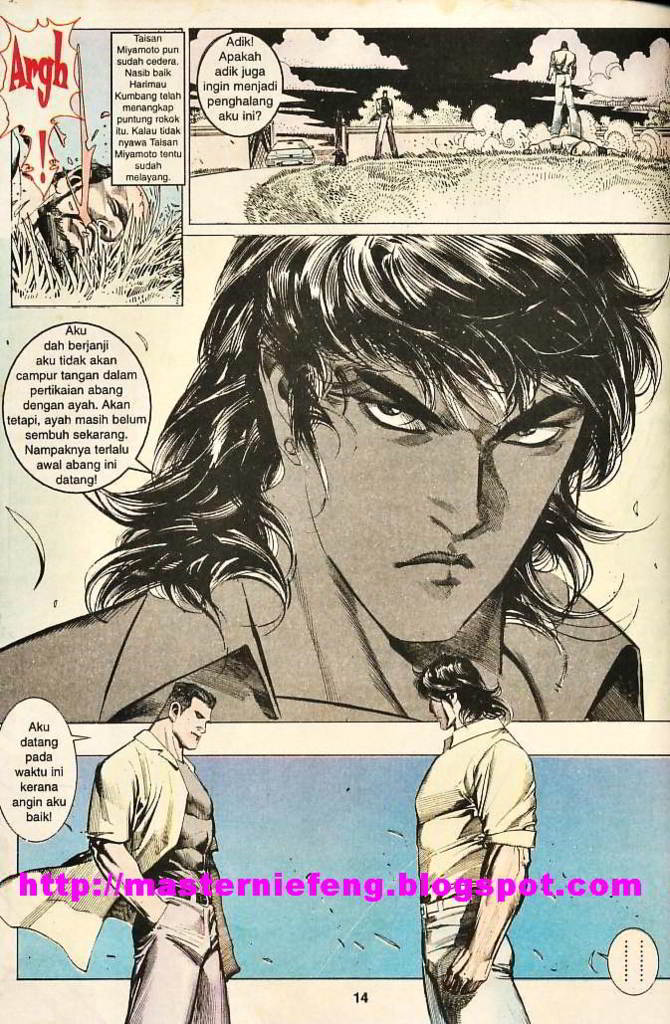 Argh
!
Taisan
Miyamoto pun
sudah cedera.
Nasib baik
Harimau
Kumbang telah
menangkap
puntung rokok
itu. Kalau tidak
nyawa Taisan
Miyamoto tentu
sudah
melayang.
Adik!
Apakah
adik juga
ingin menjadi
penghalang
aku ini?
Aku
dah berjanji
aku tidak akan
campur tangan dalam
pertikaian abang
dengan ayah. Akan
tetapi, ayah masih belum
sembuh sekarang.
Nampaknya terlalu
awal abang ini
datang!
Aku
datang
pada
waktu ini
kerana
angin aku
baik!
http://masterniefeng.blogspot.com
14